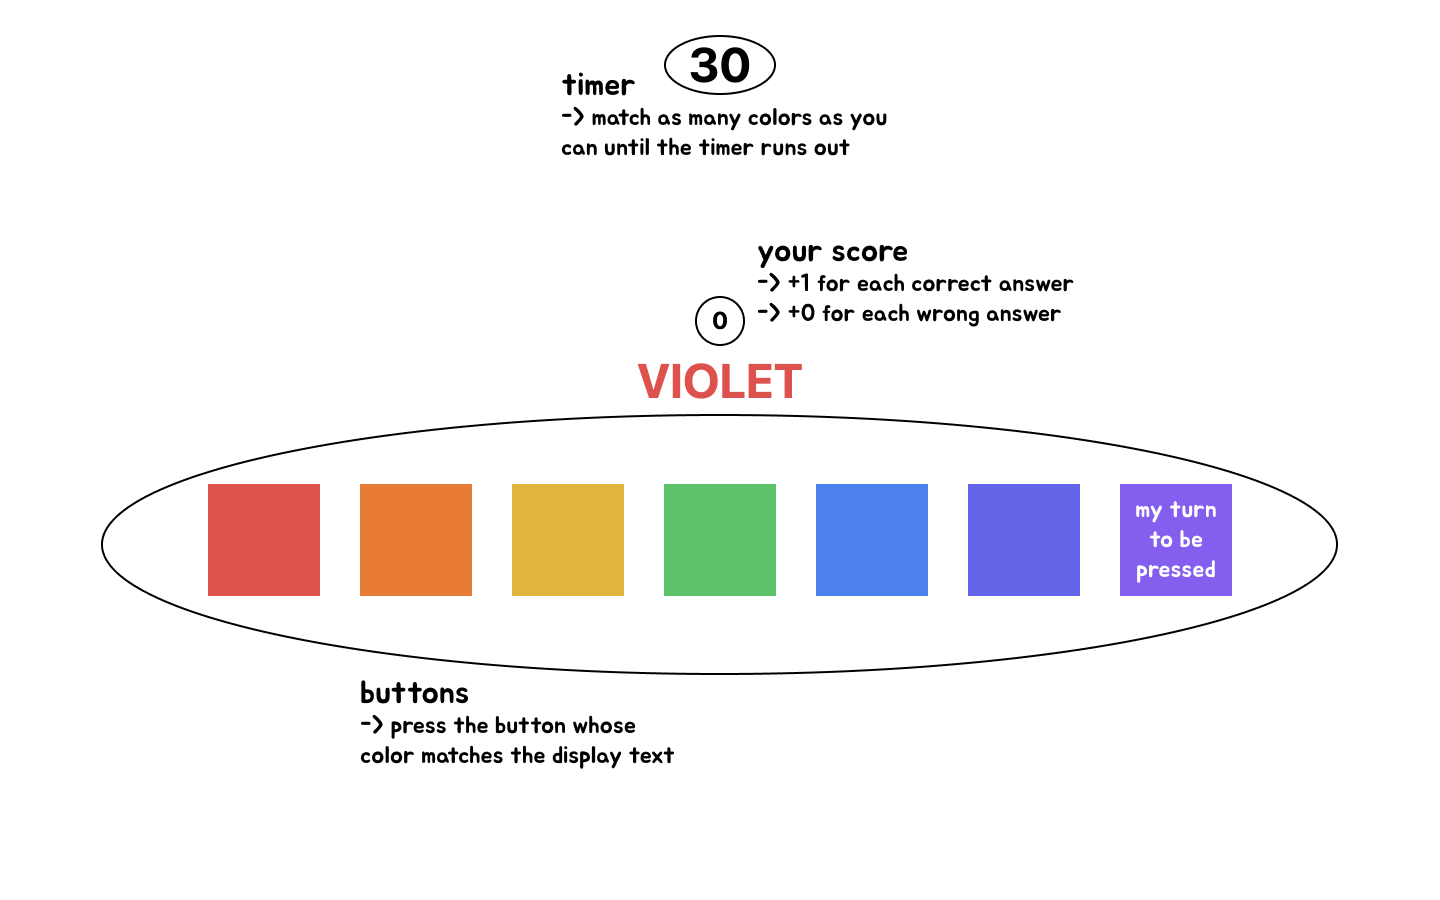 30
timer
-> match as many colors as you
can until the timer runs out
your score
-> +1 for each correct answer
-> +0 for each wrong answer
0
VIOLET
my turn
to be
pressed
buttons
-> press the button whose
color matches the display text